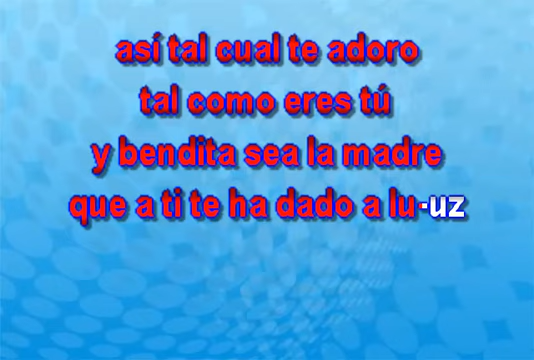 así tal cual te adoro
tal como eres tú
y bendita sea la madre
que a ti te ha dado a lu-uz